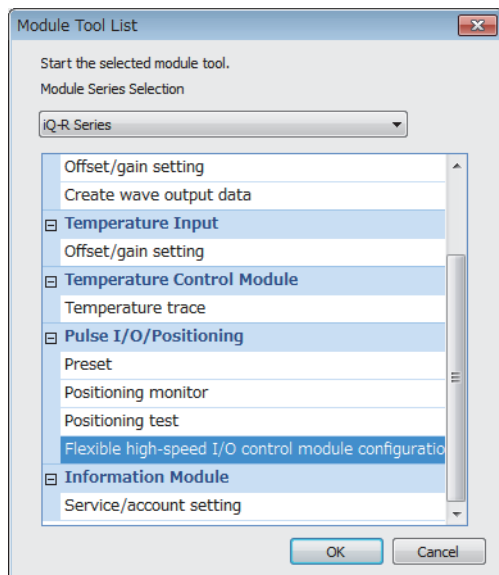 Module Tool List
Start the selected module tool.
Module Series Selection
iQ-R Series
Offset/gain setting
Create wave output data
Temperature Input
Offset/gain setting
Temperature Control Module
Temperature trace
Pulse I/O/Positioning
Preset
Positioning monitor
Positioning test
Flexible high-speed I/O control module configuratio
Information Module
Service/account setting
OK
Cancel